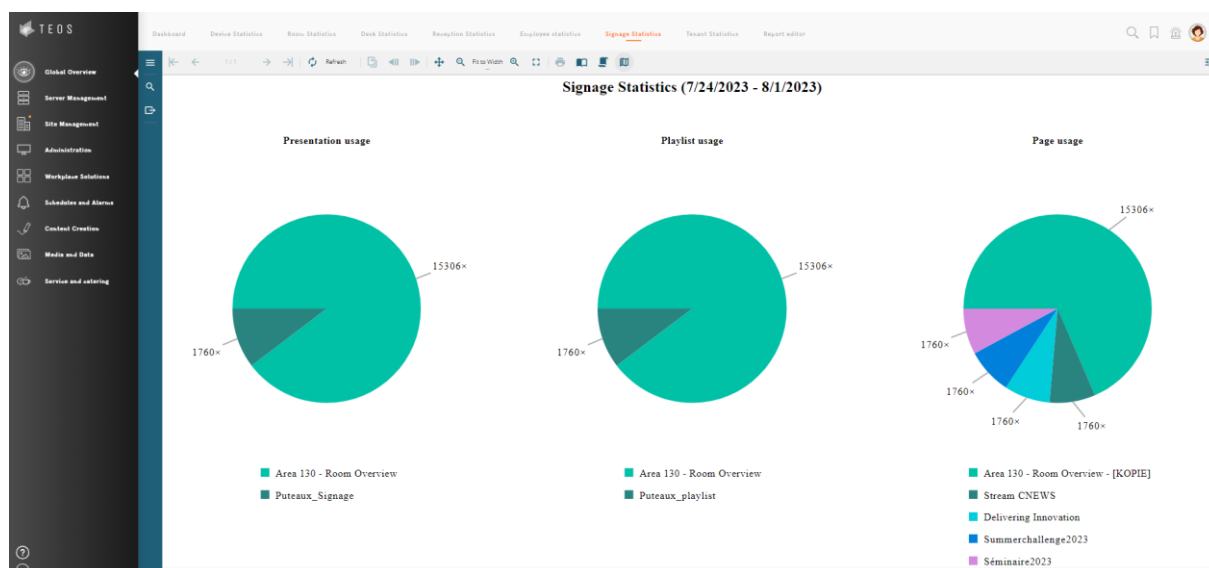 TEOS
Dashboard Device Statistics Room Statistics Desk Statistics Reception Statistics Employee statistics Signage Statistics Tenant Statistics Report editor
1 / 1 Refresh Fit to Width
Global Overview
Server Management
Site Management
Administration
Workplace Solutions
Schedules and Alarms
Content Creation
Media and Data
Service and catering
Signage Statistics (7/24/2023 - 8/1/2023)
Presentation usage
15306×
1760×
Area 130 - Room Overview
Puteaux_Signage
Playlist usage
15306×
1760×
Area 130 - Room Overview
Puteaux_playlist
Page usage
15306×
1760×
1760×
1760×
1760×
Area 130 - Room Overview - [KOPIE]
Stream CNEWS
Delivering Innovation
Summerchallenge2023
Séminaire2023